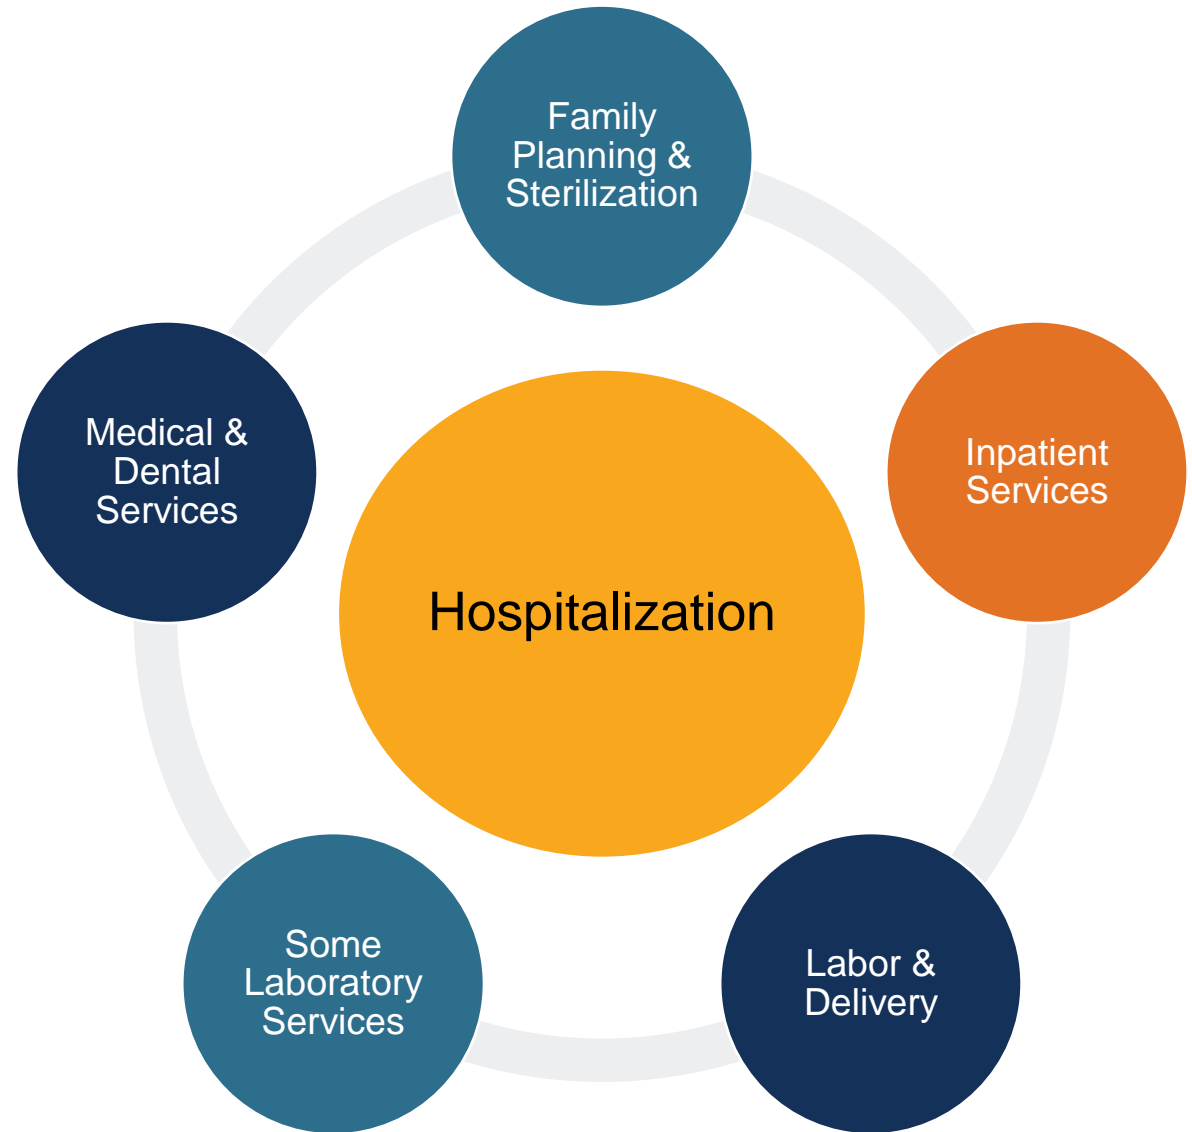 Family
Planning &
Sterilization
Inpatient
Services
Labor &
Delivery
Some
Laboratory
Services
Medical &
Dental
Services
Hospitalization